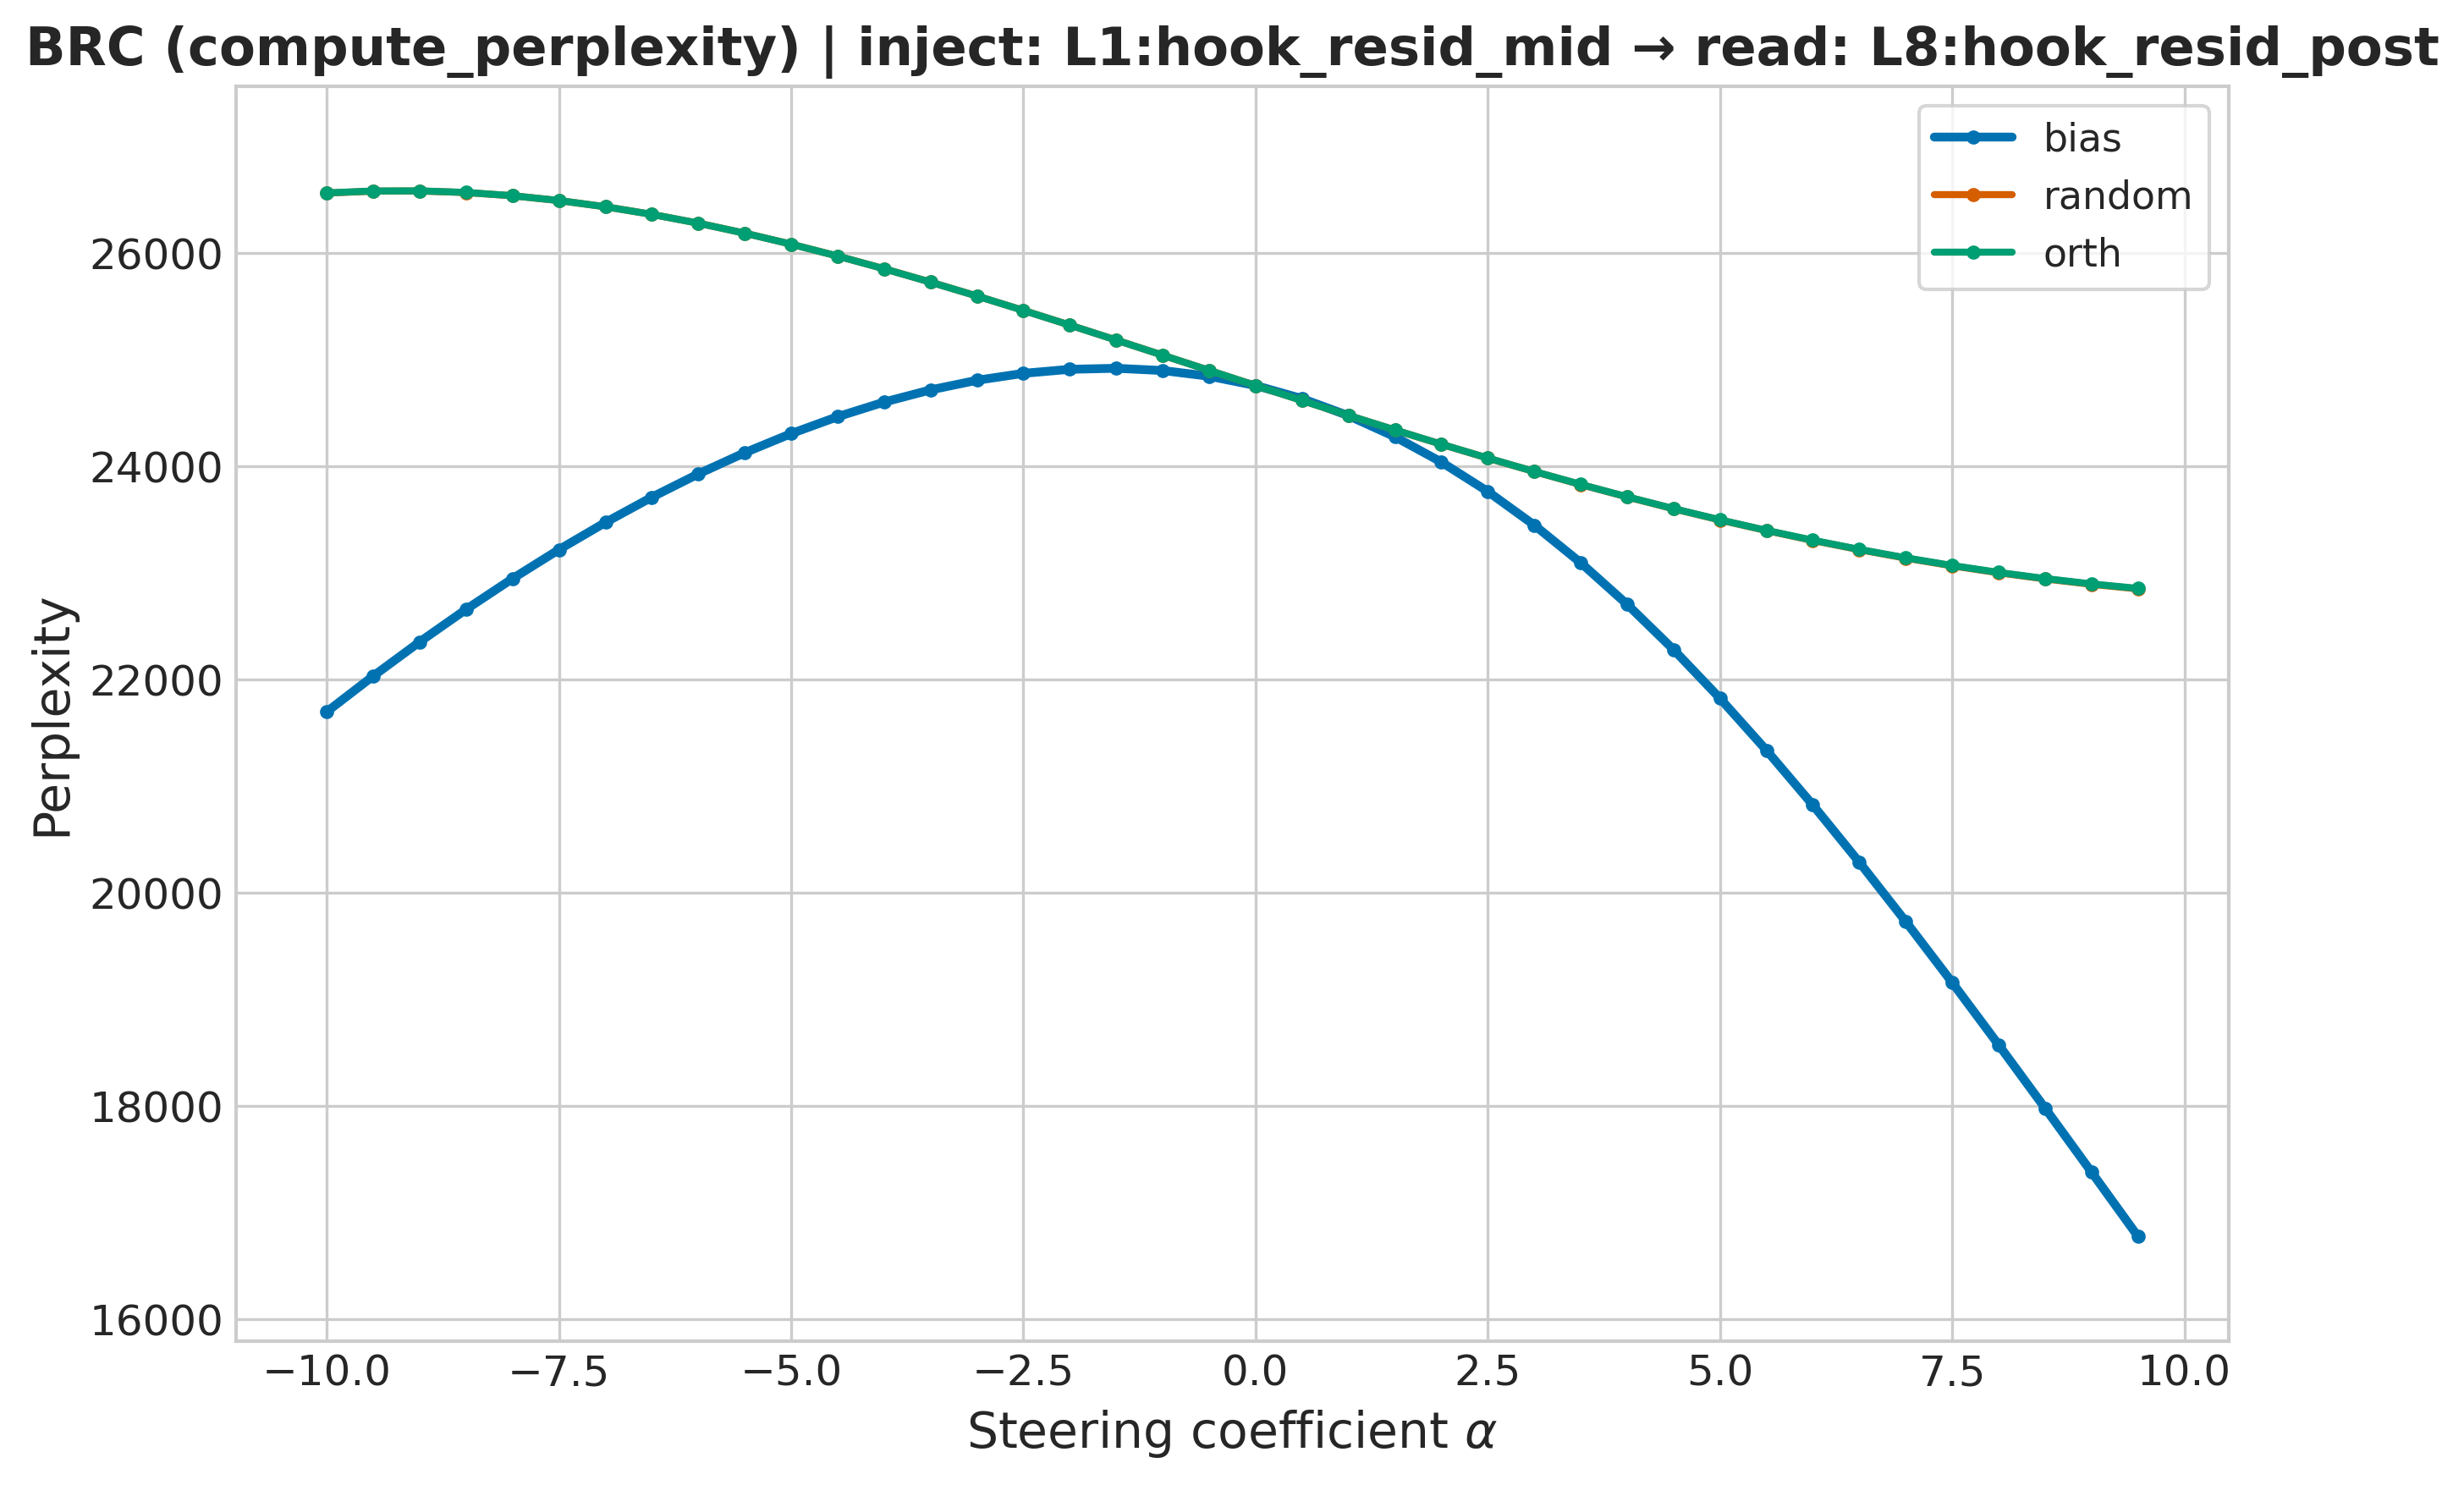 BRC (compute_perplexity) | inject: L1:hook_resid_mid → read: L8:hook_resid_post
bias
random
orth
26000
24000
22000
20000
18000
16000
Perplexity
−10.0 −7.5 −5.0 −2.5 0.0 2.5 5.0 7.5 10.0
Steering coefficient α